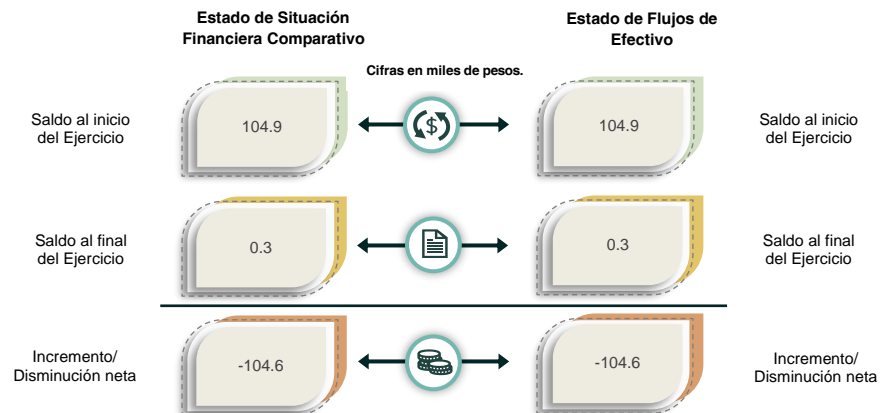 Estado de Situación
Financiera Comparativo
Estado de Flujos de
Efectivo
Cifras en miles de pesos.
Saldo al inicio
del Ejercicio
104.9
$
104.9
Saldo al inicio
del Ejercicio
Saldo al final
del Ejercicio
0.3
0.3
Saldo al final
del Ejercicio
Incremento/
Disminución neta
-104.6
-104.6
Incremento/
Disminución neta